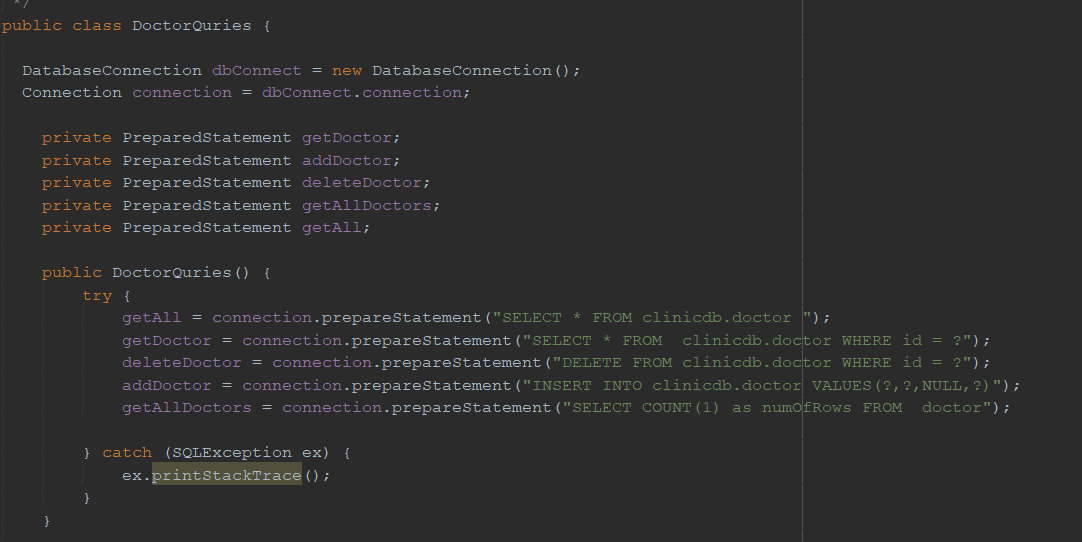 */
public class DoctorQuries {
DatabaseConnection dbConnect = new DatabaseConnection();
Connection connection = dbConnect.connection;
private PreparedStatement getDoctor;
private PreparedStatement addDoctor;
private PreparedStatement deleteDoctor;
private PreparedStatement getAllDoctors;
private PreparedStatement getAll;
public DoctorQuries() {
try {
getAll = connection.prepareStatement("SELECT * FROM clinicdb.doctor ");
getDoctor = connection.prepareStatement("SELECT * FROM  clinicdb.doctor WHERE id = ?");
deleteDoctor = connection.prepareStatement("DELETE FROM clinicdb.doctor WHERE id = ?");
addDoctor = connection.prepareStatement("INSERT INTO clinicdb.doctor VALUES(?,?,NULL,?)");
getAllDoctors = connection.prepareStatement("SELECT COUNT(1) as numOfRows FROM  doctor");
} catch (SQLException ex) {
ex.printStackTrace();
}
}